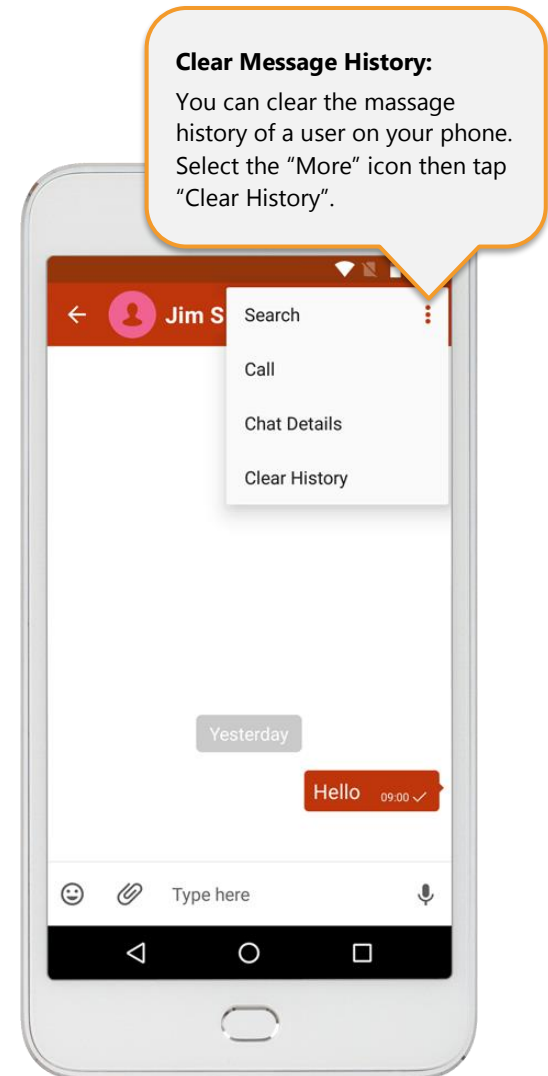 Clear Message History:
You can clear the massage
history of a user on your phone.
Select the “More” icon then tap
“Clear History”.
Jim S
Search
Call
Chat Details
Clear History
Yesterday
Hello 09:00
Type here